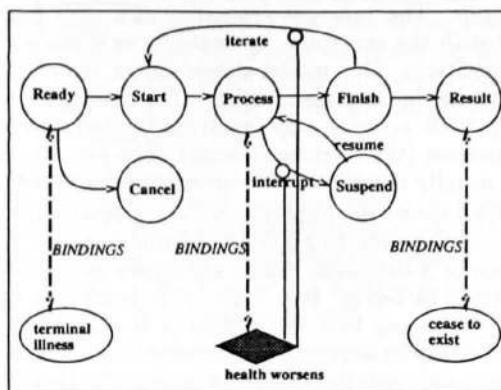 iterate
Ready
Start
Process
Finish
Result
resume
Cancel
interrupt
Suspend
BINDINGS
BINDINGS
BINDINGS
terminal
illness
cease to
exist
health worsens